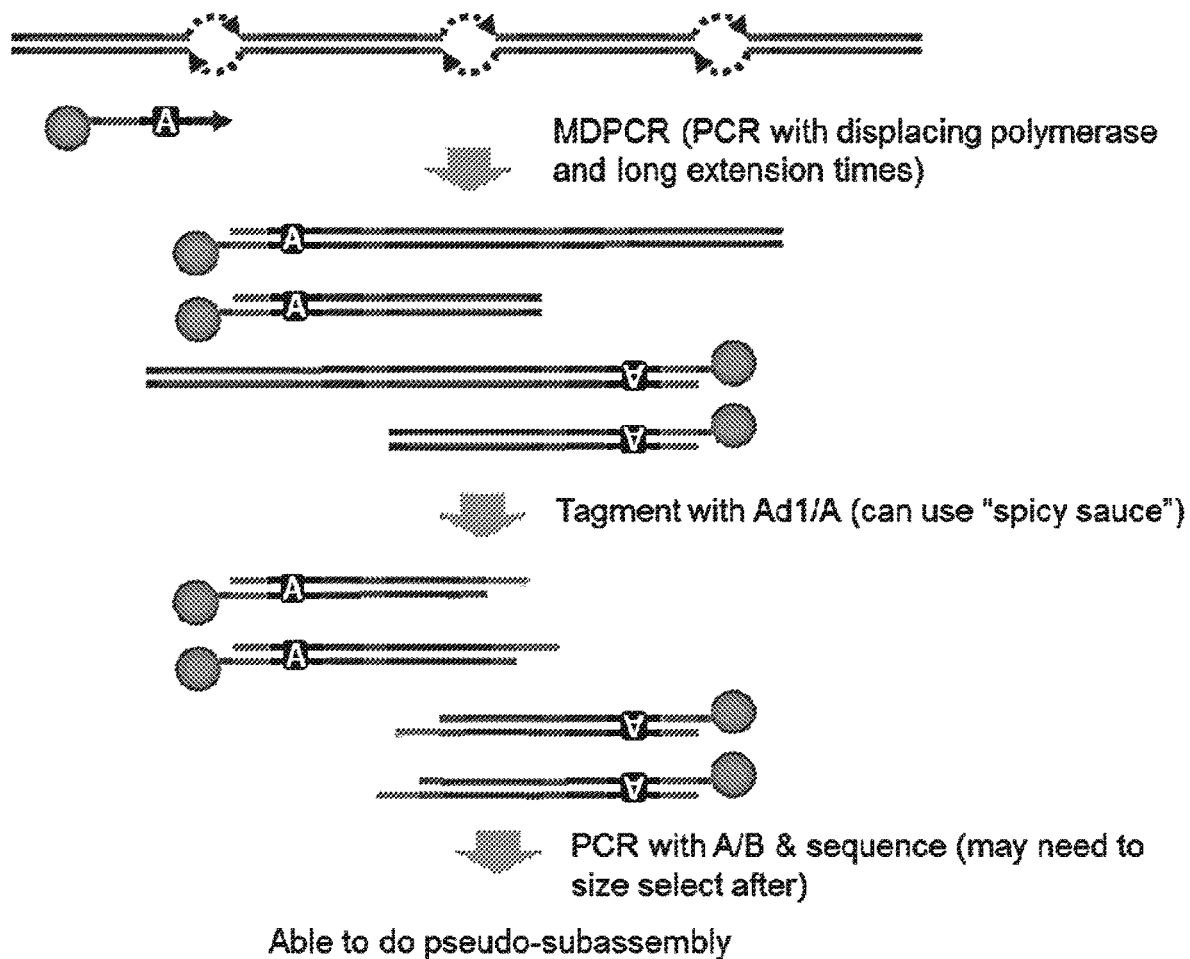 A
MDPCR (PCR with displacing polymerase
and long extension times)
A
A
A
A
Tagment with Ad1/A (can use “spicy sauce”)
A
A
A
A
PCR with A/B & sequence (may need to
size select after)
Able to do pseudo-subassembly